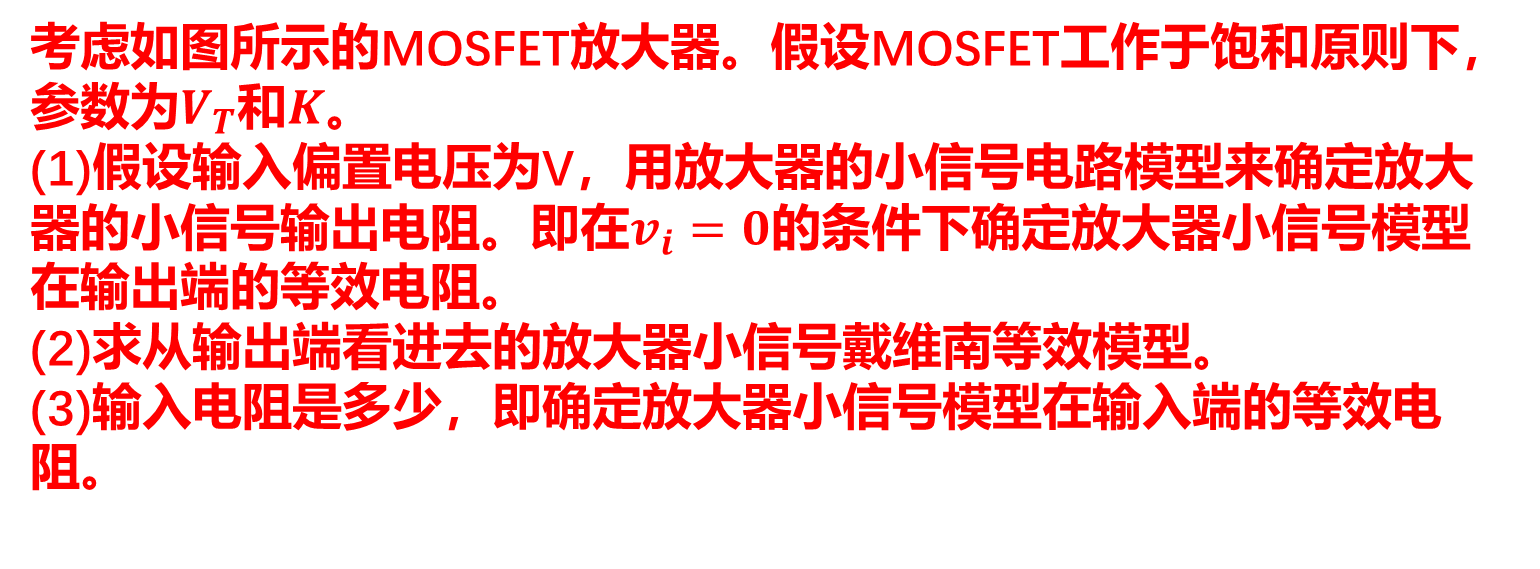 考虑如图所示的MOSFET放大器。假设MOSFET工作于饱和原则下，
参数为V_T和K。
(1)假设输入偏置电压为V，用放大器的小信号电路模型来确定放大
器的小信号输出电阻。即在v_i = 0的条件下确定放大器小信号模型
在输出端的等效电阻。
(2)求从输出端看进去的放大器小信号戴维南等效模型。
(3)输入电阻是多少，即确定放大器小信号模型在输入端的等效电
阻。